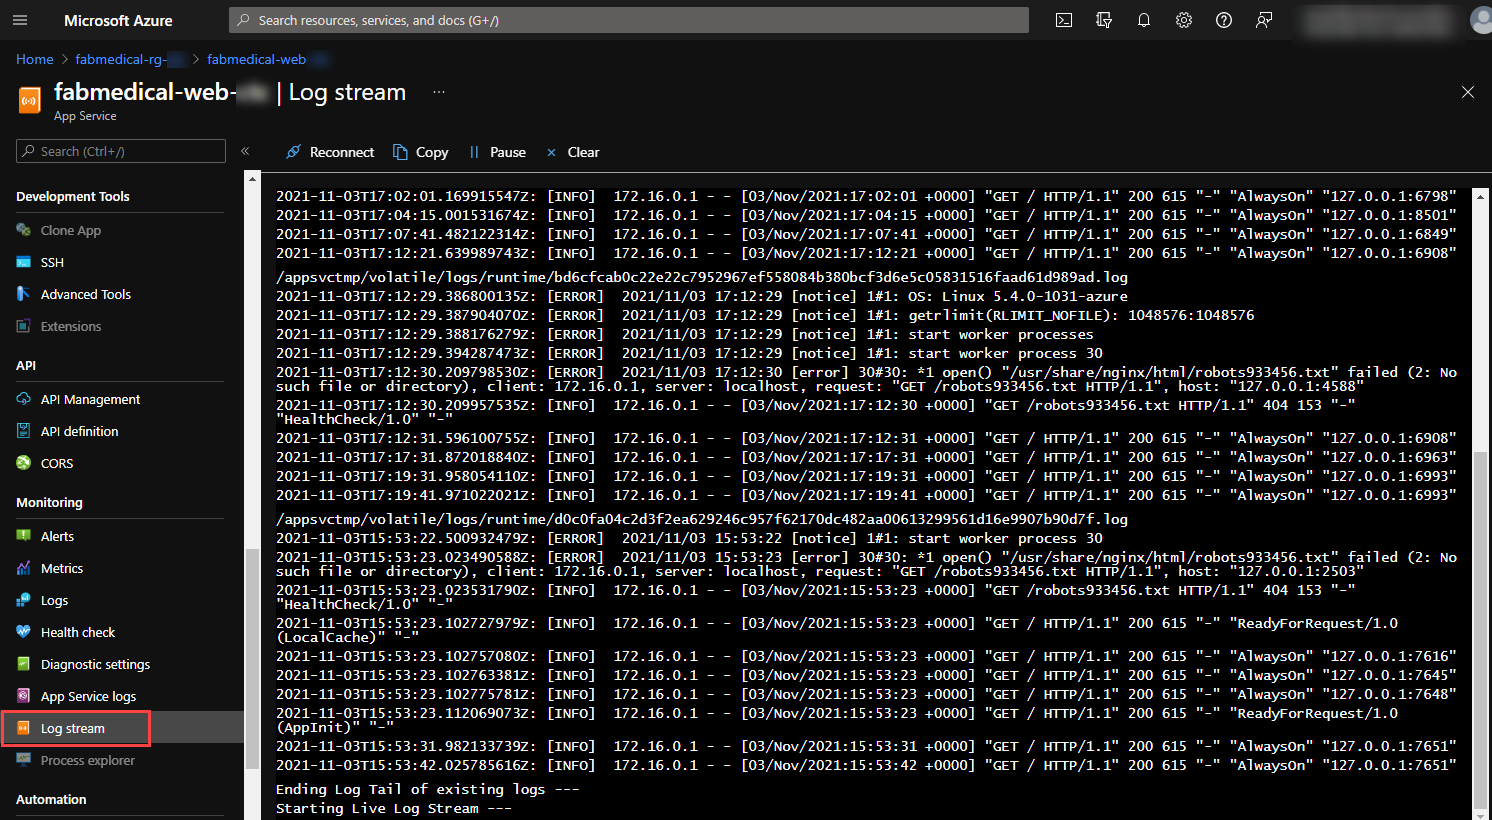 Microsoft Azure
Search resources, services, and docs (G+/)
Home > fabmedical-rg- > fabmedical-web
fabmedical-web- | Log stream ...
App Service
Search (Ctrl+/)
«
Reconnect
Copy
Pause
Clear
Development Tools
Clone App
SSH
Advanced Tools
Extensions
API
API Management
API definition
CORS
Monitoring
Alerts
Metrics
Logs
Health check
Diagnostic settings
App Service logs
Log stream
Process explorer
Automation
2021-11-03T17:02:01.169915547Z: [INFO]  172.16.0.1 - - [03/Nov/2021:17:02:01 +0000] "GET / HTTP/1.1" 200 615 "-" "AlwaysOn" "127.0.0.1:6798"
2021-11-03T17:04:15.001531674Z: [INFO]  172.16.0.1 - - [03/Nov/2021:17:04:15 +0000] "GET / HTTP/1.1" 200 615 "-" "AlwaysOn" "127.0.0.1:8501"
2021-11-03T17:07:41.482122314Z: [INFO]  172.16.0.1 - - [03/Nov/2021:17:07:41 +0000] "GET / HTTP/1.1" 200 615 "-" "AlwaysOn" "127.0.0.1:6849"
2021-11-03T17:12:21.639989743Z: [INFO]  172.16.0.1 - - [03/Nov/2021:17:12:21 +0000] "GET / HTTP/1.1" 200 615 "-" "AlwaysOn" "127.0.0.1:6908"
/appsvctmp/volatile/logs/runtime/bd6cfcab0c22e22c7952967ef558084b380bcf3d6e5c05831516faad61d989ad.log
2021-11-03T17:12:29.386800135Z: [ERROR]  2021/11/03 17:12:29 [notice] 1#1: OS: Linux 5.4.0-1031-azure
2021-11-03T17:12:29.387904070Z: [ERROR]  2021/11/03 17:12:29 [notice] 1#1: getrlimit(RLIMIT_NOFILE): 1048576:1048576
2021-11-03T17:12:29.388176279Z: [ERROR]  2021/11/03 17:12:29 [notice] 1#1: start worker processes
2021-11-03T17:12:29.394287473Z: [ERROR]  2021/11/03 17:12:29 [notice] 1#1: start worker process 30
2021-11-03T17:12:30.209798530Z: [ERROR]  2021/11/03 17:12:30 [error] 30#30: *1 open() "/usr/share/nginx/html/robots933456.txt" failed (2: No
such file or directory), client: 172.16.0.1, server: localhost, request: "GET /robots933456.txt HTTP/1.1", host: "127.0.0.1:4588"
2021-11-03T17:12:30.209957535Z: [INFO]  172.16.0.1 - - [03/Nov/2021:17:12:30 +0000] "GET /robots933456.txt HTTP/1.1" 404 153 "-"
"HealthCheck/1.0" "-"
2021-11-03T17:12:31.596100755Z: [INFO]  172.16.0.1 - - [03/Nov/2021:17:12:31 +0000] "GET / HTTP/1.1" 200 615 "-" "AlwaysOn" "127.0.0.1:6908"
2021-11-03T17:17:31.872018840Z: [INFO]  172.16.0.1 - - [03/Nov/2021:17:17:31 +0000] "GET / HTTP/1.1" 200 615 "-" "AlwaysOn" "127.0.0.1:6963"
2021-11-03T17:19:31.958054110Z: [INFO]  172.16.0.1 - - [03/Nov/2021:17:19:31 +0000] "GET / HTTP/1.1" 200 615 "-" "AlwaysOn" "127.0.0.1:6993"
2021-11-03T17:19:41.971022021Z: [INFO]  172.16.0.1 - - [03/Nov/2021:17:19:41 +0000] "GET / HTTP/1.1" 200 615 "-" "AlwaysOn" "127.0.0.1:6993"
/appsvctmp/volatile/logs/runtime/d0c0fa04c2d3f2ea629246c957f62170dc482aa00613299561d16e9907b90d7f.log
2021-11-03T15:53:22.500932479Z: [ERROR]  2021/11/03 15:53:22 [notice] 1#1: start worker process 30
2021-11-03T15:53:23.023490588Z: [ERROR]  2021/11/03 15:53:23 [error] 30#30: *1 open() "/usr/share/nginx/html/robots933456.txt" failed (2: No
such file or directory), client: 172.16.0.1, server: localhost, request: "GET /robots933456.txt HTTP/1.1", host: "127.0.0.1:2503"
2021-11-03T15:53:23.023531790Z: [INFO]  172.16.0.1 - - [03/Nov/2021:15:53:23 +0000] "GET /robots933456.txt HTTP/1.1" 404 153 "-"
"HealthCheck/1.0" "-"
2021-11-03T15:53:23.102727979Z: [INFO]  172.16.0.1 - - [03/Nov/2021:15:53:23 +0000] "GET / HTTP/1.1" 200 615 "-" "ReadyForRequest/1.0
(LocalCache)" "-"
2021-11-03T15:53:23.102757080Z: [INFO]  172.16.0.1 - - [03/Nov/2021:15:53:23 +0000] "GET / HTTP/1.1" 200 615 "-" "AlwaysOn" "127.0.0.1:7616"
2021-11-03T15:53:23.102763381Z: [INFO]  172.16.0.1 - - [03/Nov/2021:15:53:23 +0000] "GET / HTTP/1.1" 200 615 "-" "AlwaysOn" "127.0.0.1:7645"
2021-11-03T15:53:23.102775781Z: [INFO]  172.16.0.1 - - [03/Nov/2021:15:53:23 +0000] "GET / HTTP/1.1" 200 615 "-" "AlwaysOn" "127.0.0.1:7648"
2021-11-03T15:53:23.112069073Z: [INFO]  172.16.0.1 - - [03/Nov/2021:15:53:23 +0000] "GET / HTTP/1.1" 200 615 "-" "ReadyForRequest/1.0
(AppInit)" "-"
2021-11-03T15:53:31.982133739Z: [INFO]  172.16.0.1 - - [03/Nov/2021:15:53:31 +0000] "GET / HTTP/1.1" 200 615 "-" "AlwaysOn" "127.0.0.1:7651"
2021-11-03T15:53:42.025785616Z: [INFO]  172.16.0.1 - - [03/Nov/2021:15:53:42 +0000] "GET / HTTP/1.1" 200 615 "-" "AlwaysOn" "127.0.0.1:7651"
Ending Log Tail of existing logs ---
Starting Live Log Stream ---